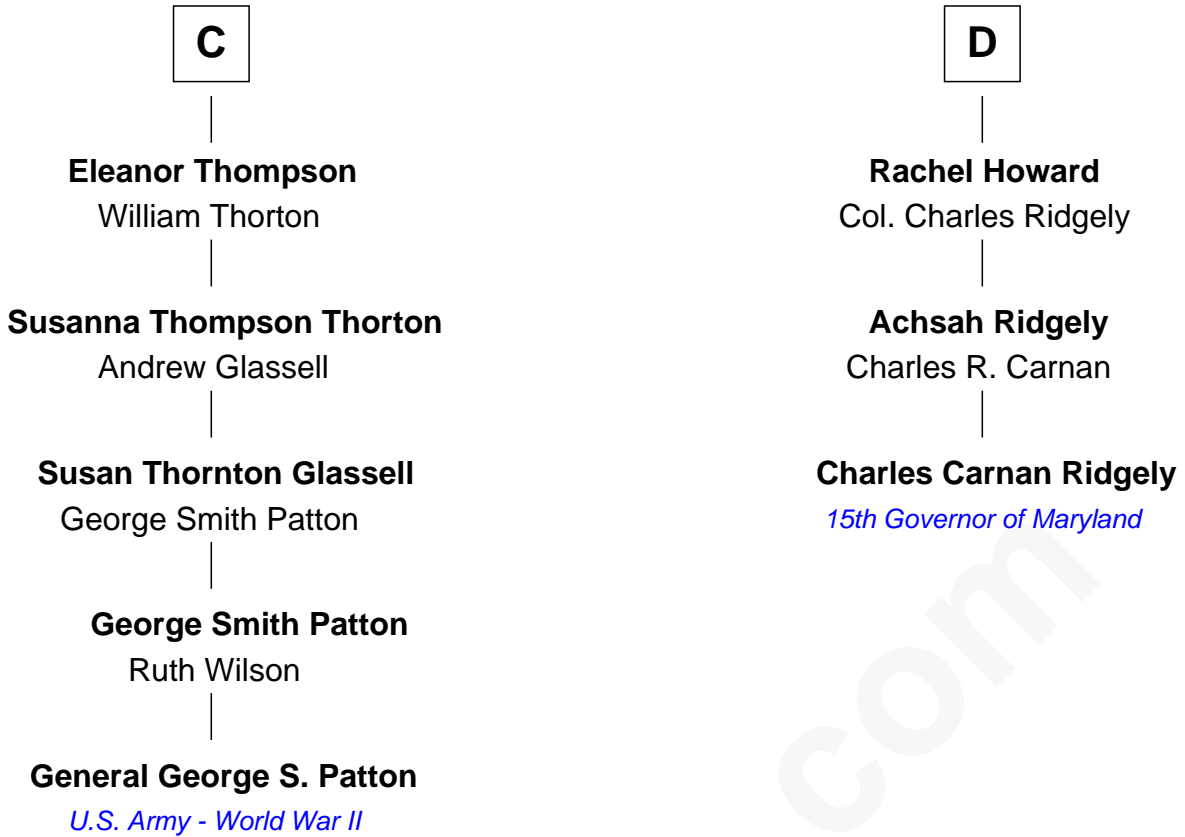 C
Eleanor Thompson
William Thorton
Susanna Thompson Thorton
Andrew Glassell
Susan Thornton Glassell
George Smith Patton
George Smith Patton
Ruth Wilson
General George S. Patton
U.S. Army - World War II
D
Rachel Howard
Col. Charles Ridgely
Achsah Ridgely
Charles R. Carnan
Charles Carnan Ridgely
15th Governor of Maryland
com